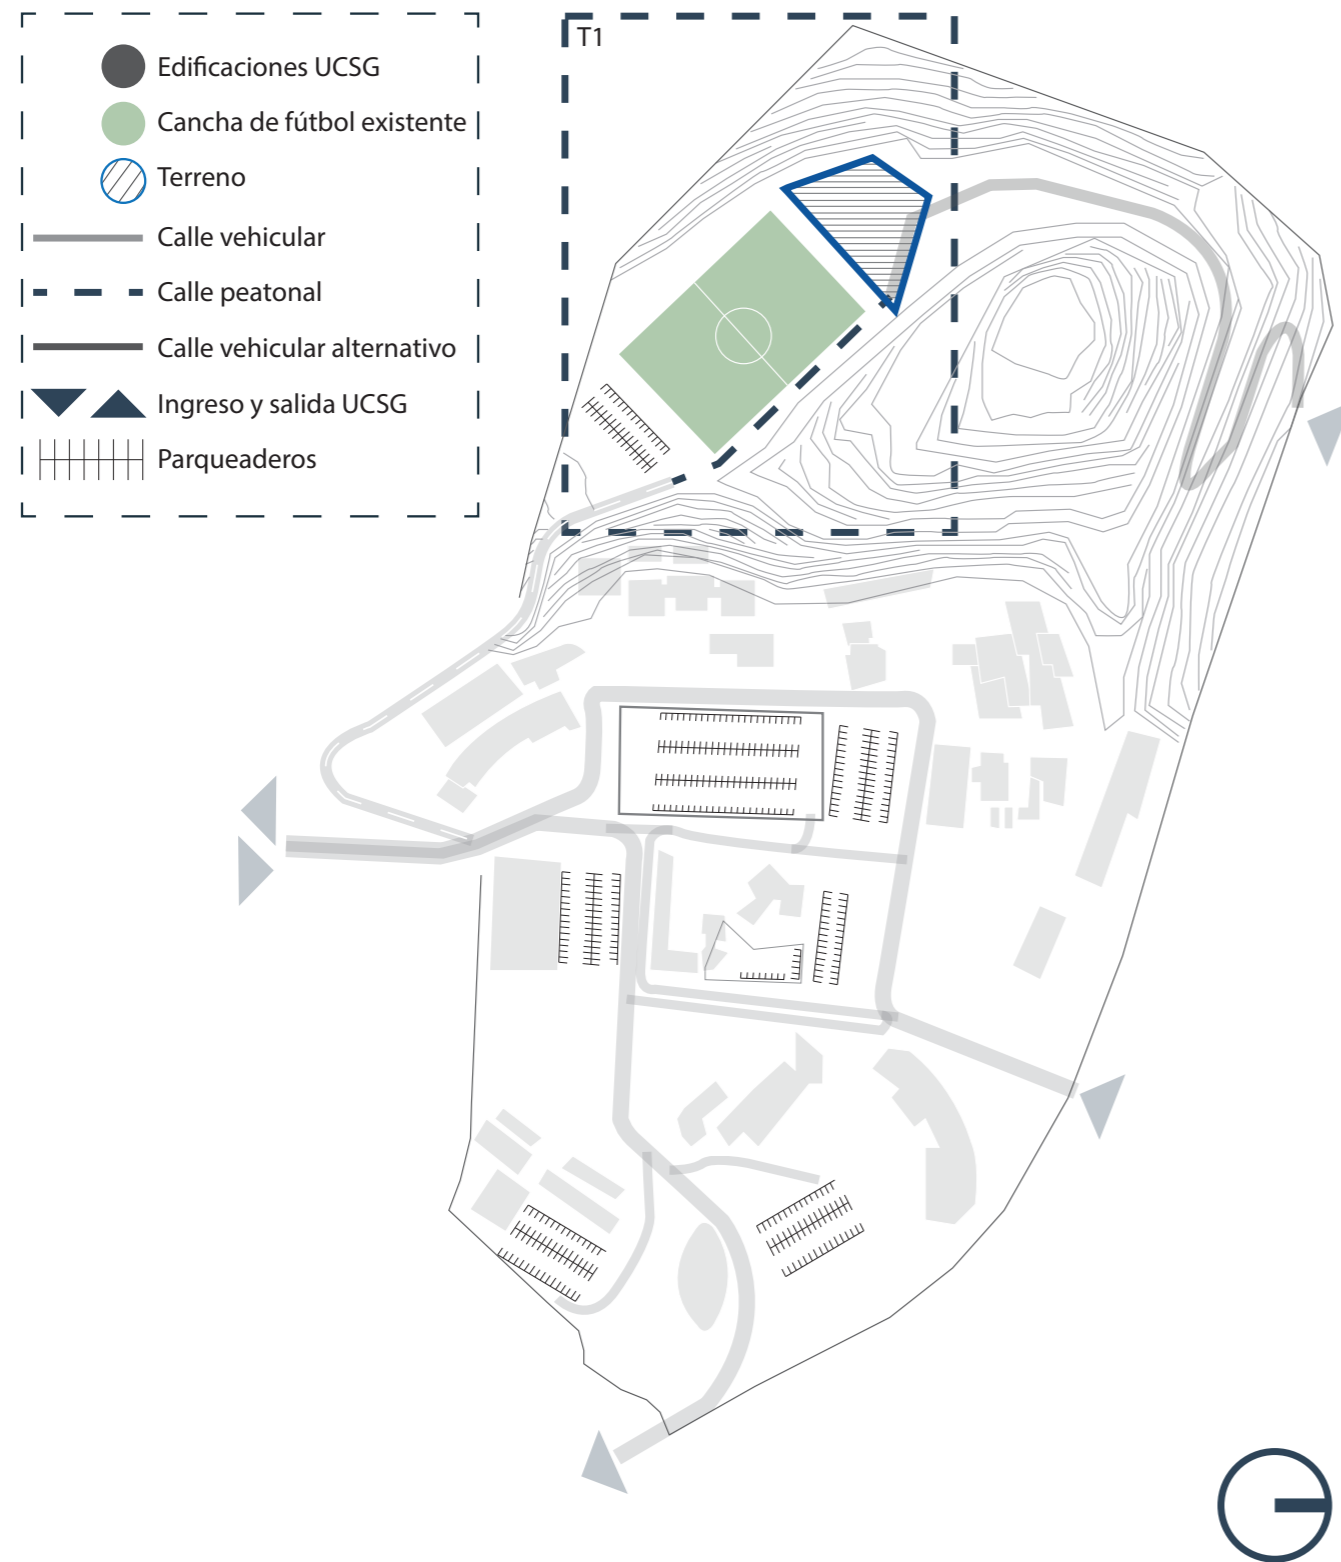 T1
Edificaciones UCSG
Cancha de fútbol existente
Terreno
Calle vehicular
Calle peatonal
Calle vehicular alternativo
Ingreso y salida UCSG
Parqueaderos